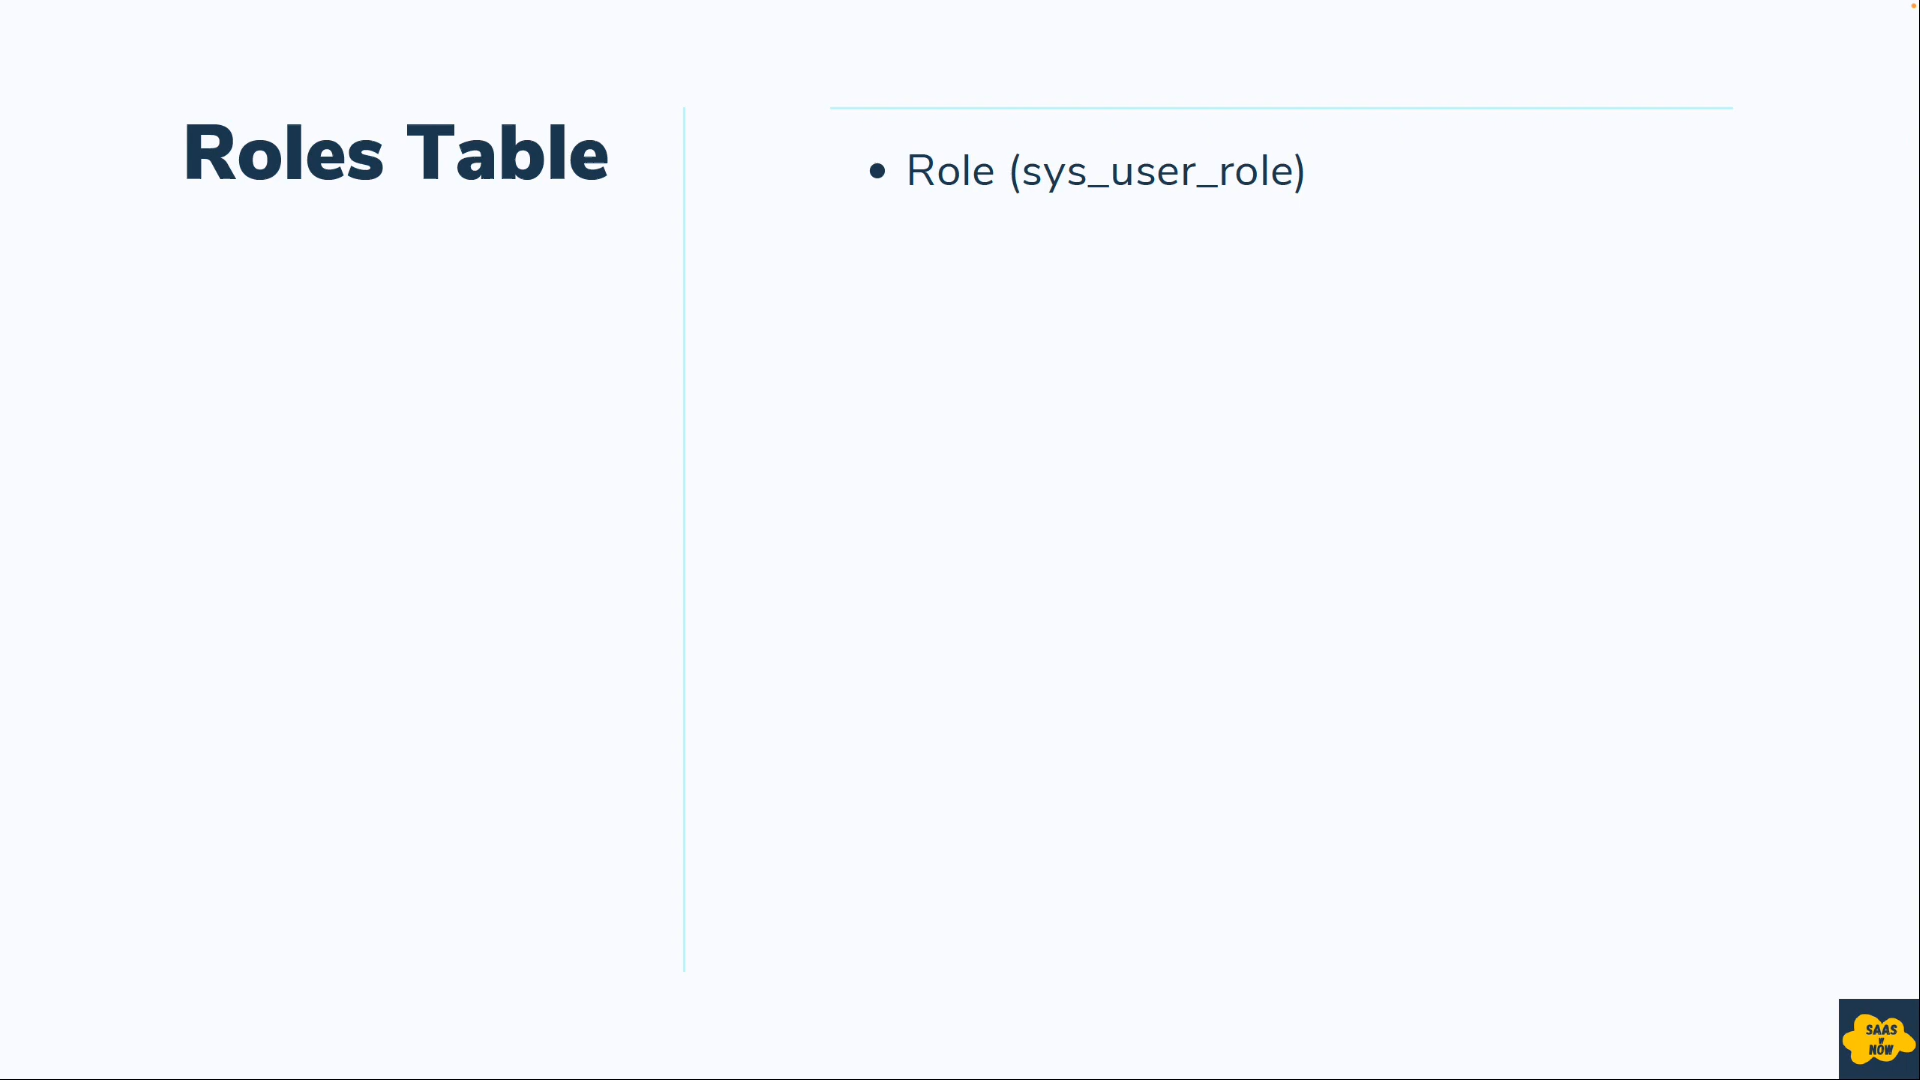 Roles Table
• Role (sys_user_role)
SAAS
W
NOW